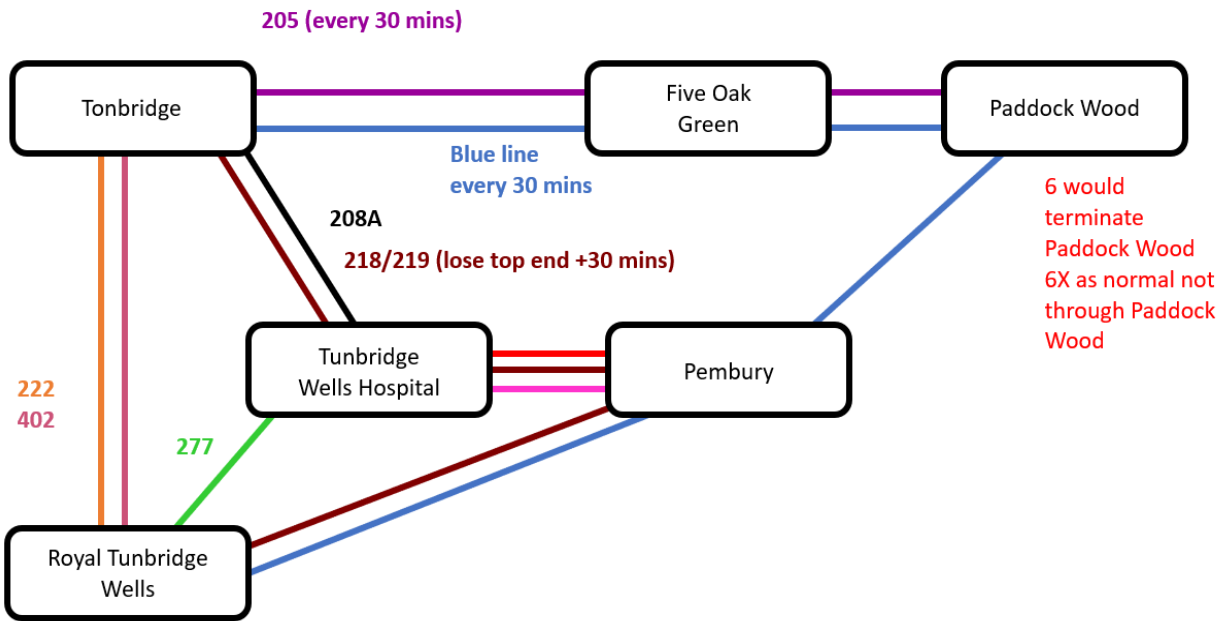 205 (every 30 mins)
Tonbridge
Five Oak
Green
Paddock Wood
Blue line
every 30 mins
6 would
terminate
Paddock Wood
6X as normal not
through Paddock
Wood
208A
218/219 (lose top end +30 mins)
Tunbridge
Wells Hospital
Pembury
222
402
277
Royal Tunbridge
Wells